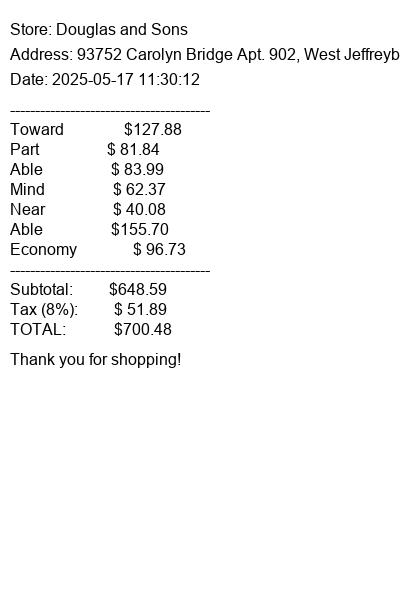 Store: Douglas and Sons
Address: 93752 Carolyn Bridge Apt. 902, West Jeffreyb
Date: 2025-05-17 11:30:12
----------------------------------------
Toward $127.88
Part $ 81.84
Able $ 83.99
Mind $ 62.37
Near $ 40.08
Able $155.70
Economy $ 96.73
----------------------------------------
Subtotal: $648.59
Tax (8%): $ 51.89
TOTAL: $700.48
Thank you for shopping!